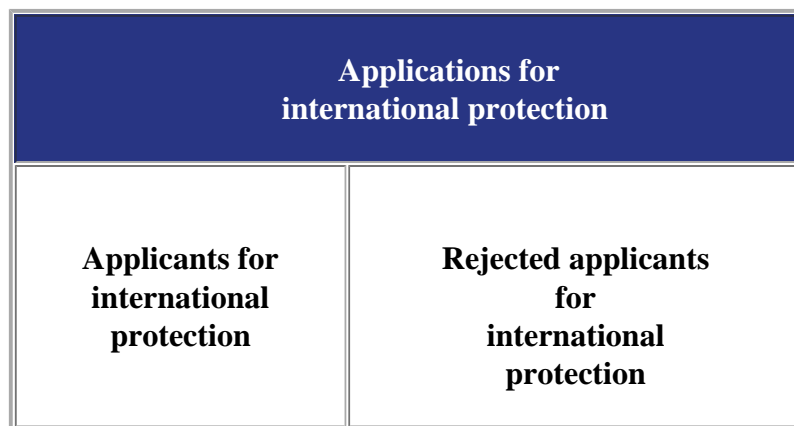 Applications for
international protection
Applicants for
international
protection
Rejected applicants
for
international
protection